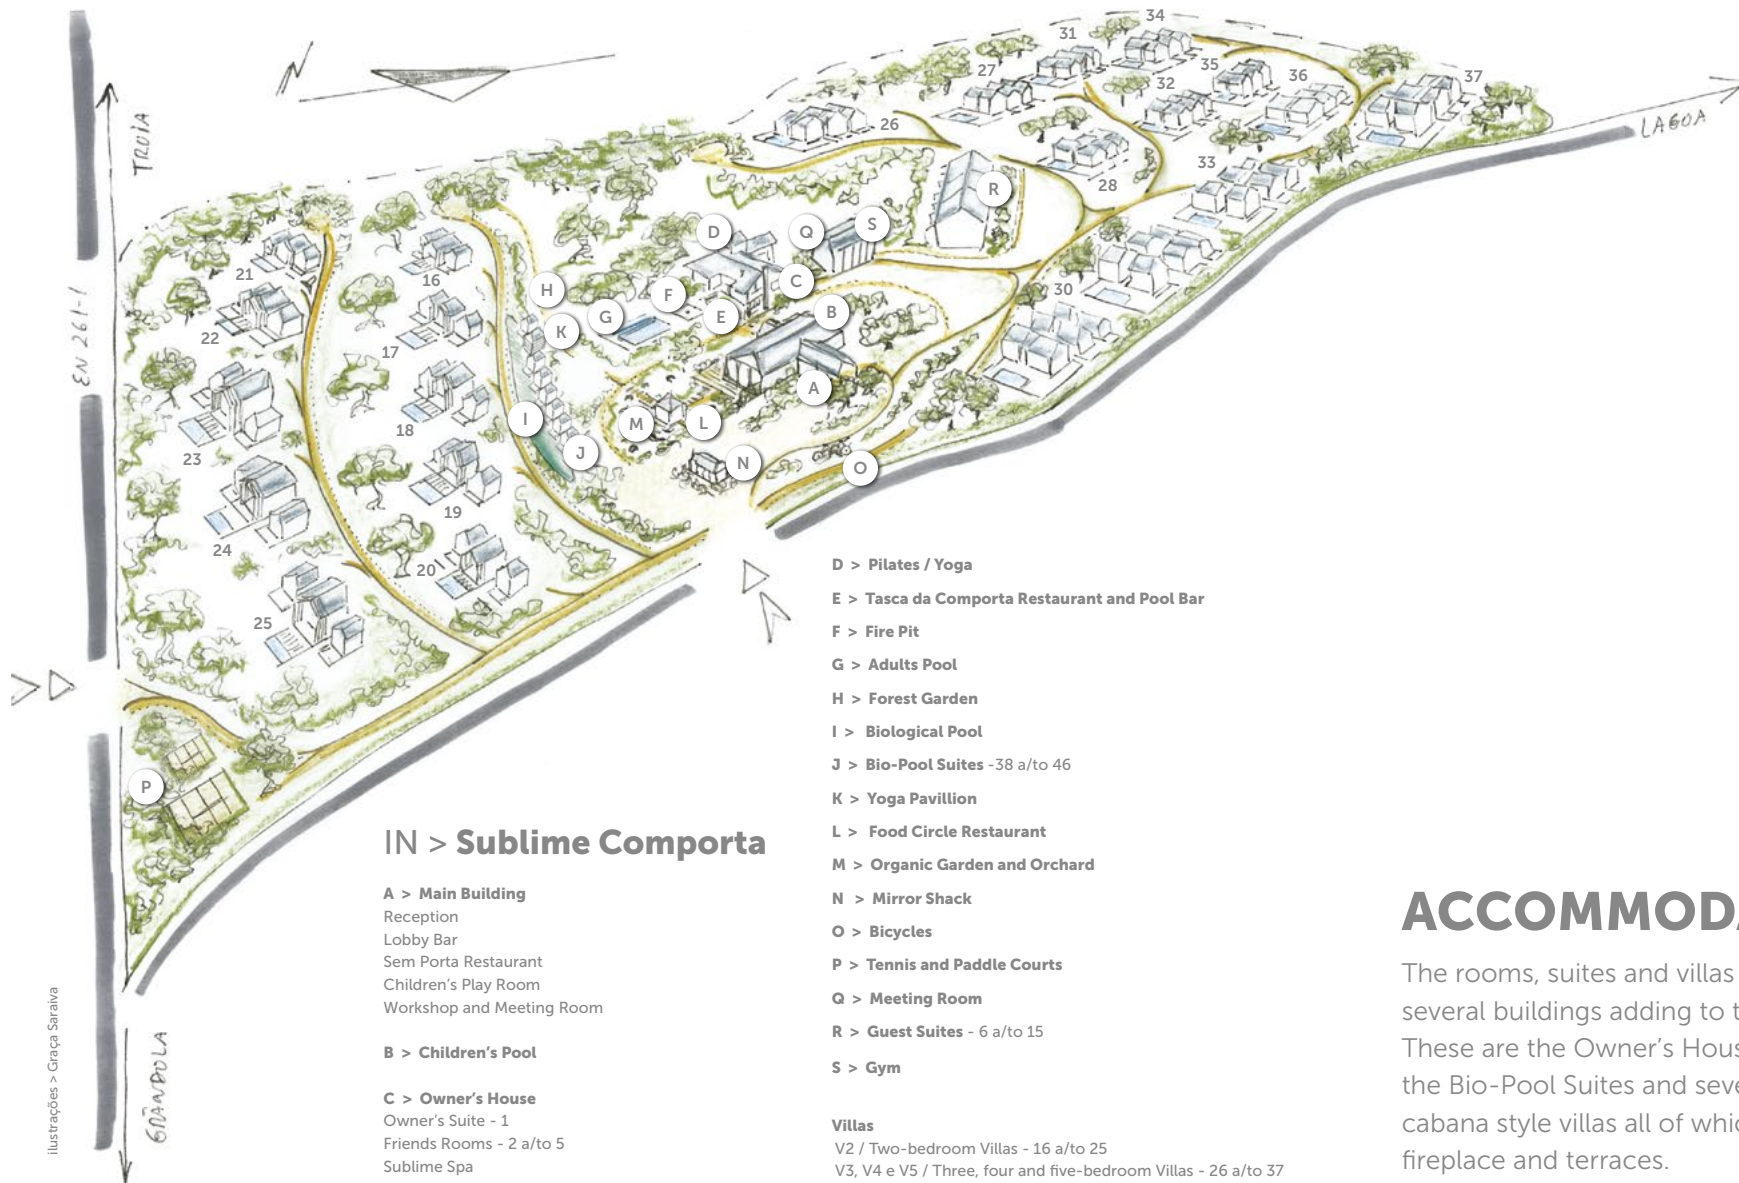 34
31
27
35
36
37
32
26
33
28
30
LAGOA
TROIA
EN 261-1
R
S
Q
D
C
B
F
E
G
H
K
A
I
M
L
J
N
O
21
16
22
17
23
18
24
19
20
25
P
GRÂNDOLA
ilustrações > Graça Saraiva
IN > Sublime Comporta
A > Main Building
Reception
Lobby Bar
Sem Porta Restaurant
Children's Play Room
Workshop and Meeting Room
B > Children's Pool
C > Owner's House
Owner's Suite - 1
Friends Rooms - 2 a/to 5
Sublime Spa
D > Pilates / Yoga
E > Tasca da Comporta Restaurant and Pool Bar
F > Fire Pit
G > Adults Pool
H > Forest Garden
I > Biological Pool
J > Bio-Pool Suites -38 a/to 46
K > Yoga Pavillion
L > Food Circle Restaurant
M > Organic Garden and Orchard
N > Mirror Shack
O > Bicycles
P > Tennis and Paddle Courts
Q > Meeting Room
R > Guest Suites - 6 a/to 15
S > Gym
Villas
V2 / Two-bedroom Villas - 16 a/to 25
V3, V4 e V5 / Three, four and five-bedroom Villas - 26 a/to 37
ACCOMMODA
The rooms, suites and villas
several buildings adding to t
These are the Owner's Hous
the Bio-Pool Suites and seve
cabana style villas all of whic
fireplace and terraces.